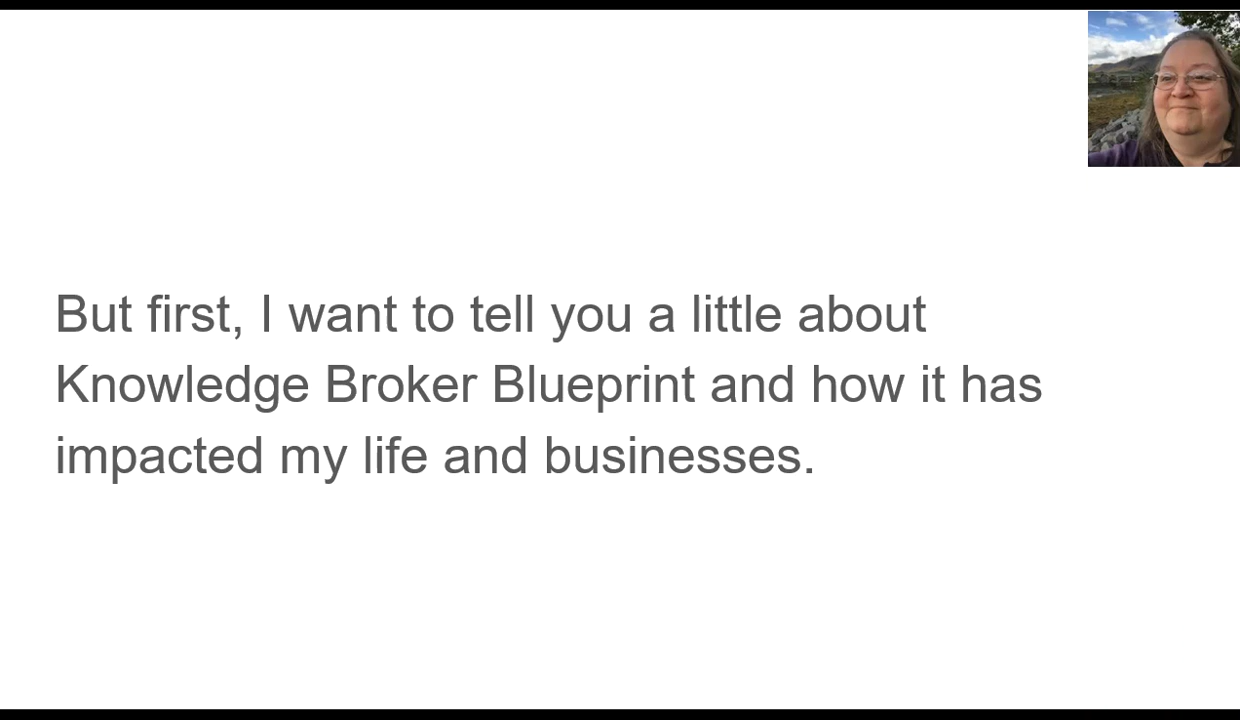 But first, I want to tell you a little about
Knowledge Broker Blueprint and how it has
impacted my life and businesses.